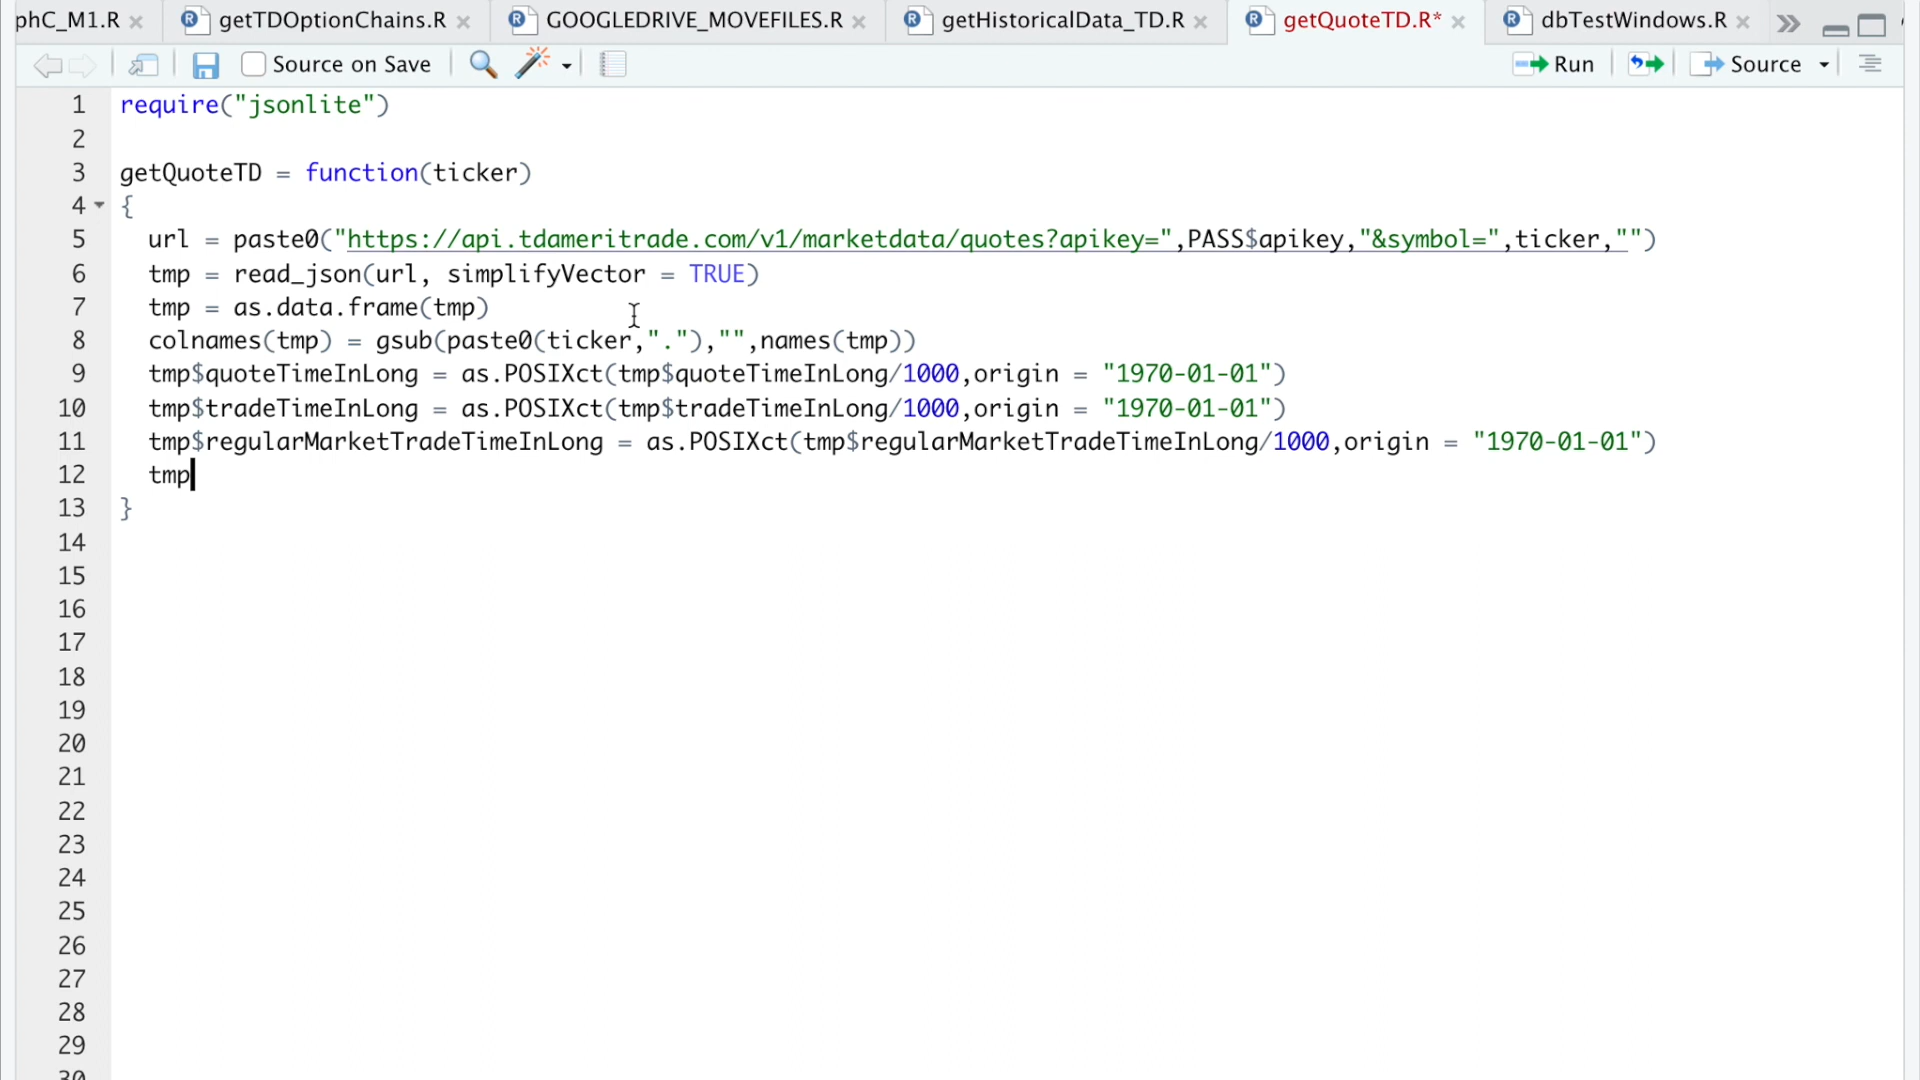 phC_M1.R getTDOptionChains.R GOOGLEDRIVE_MOVEFILES.R getHistoricalData_TD.R getQuoteTD.R* dbTestWindows.R
Source on Save Run Source
1 require("jsonlite")
2
3 getQuoteTD = function(ticker)
4 {
5   url = paste0("https://api.tdameritrade.com/v1/marketdata/quotes?apikey=",PASS$apikey,"&symbol=",ticker,"")
6   tmp = read_json(url, simplifyVector = TRUE)
7   tmp = as.data.frame(tmp)
8   colnames(tmp) = gsub(paste0(ticker,"."),"",names(tmp))
9   tmp$quoteTimeInLong = as.POSIXct(tmp$quoteTimeInLong/1000,origin = "1970-01-01")
10   tmp$tradeTimeInLong = as.POSIXct(tmp$tradeTimeInLong/1000,origin = "1970-01-01")
11   tmp$regularMarketTradeTimeInLong = as.POSIXct(tmp$regularMarketTradeTimeInLong/1000,origin = "1970-01-01")
12   tmp
13 }
14
15
16
17
18
19
20
21
22
23
24
25
26
27
28
29
30